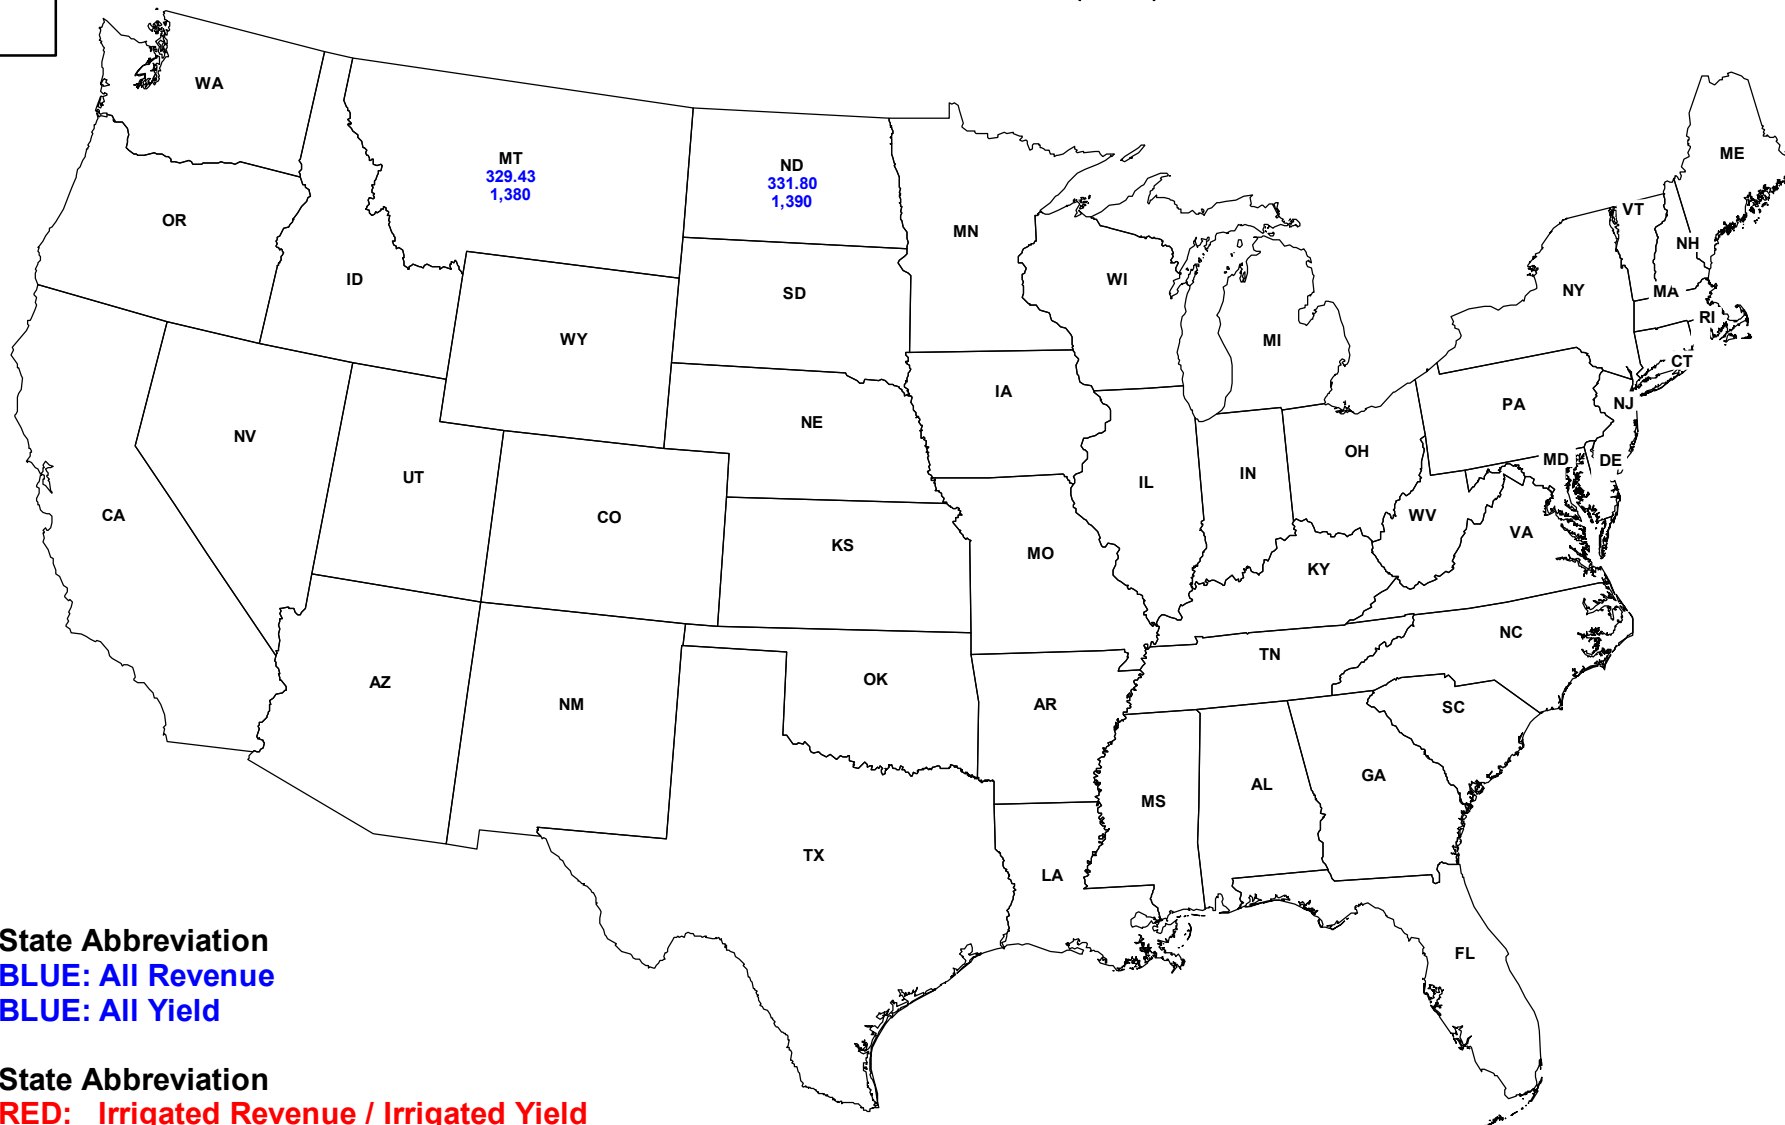 WA
MT
329.43
1,380
ND
331.80
1,390
MN
ME
VT
NH
OR
ID
WY
SD
WI
MI
NY
MA
RI
CT
NJ
PA
IA
NE
NV
UT
CO
CA
KS
MO
IL
IN
OH
MD
DE
WV
VA
KY
NC
TN
AZ
NM
OK
AR
SC
MS
AL
GA
TX
LA
FL
State Abbreviation
BLUE: All Revenue
BLUE: All Yield
State Abbreviation
RED: Irrigated Revenue / Irrigated Yield